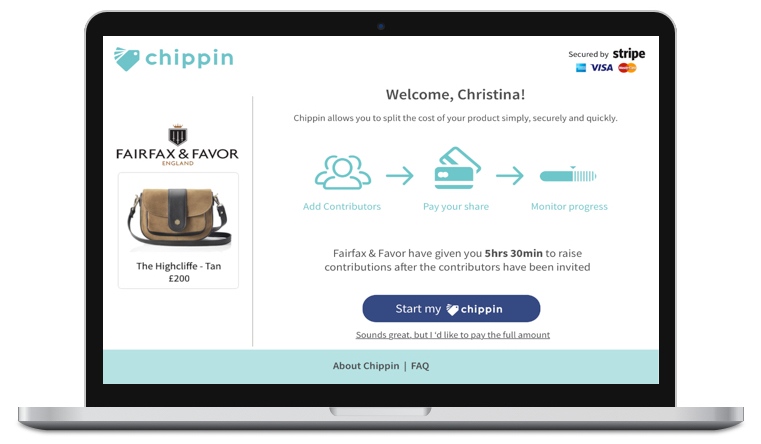 chippin
Secured by stripe
VISA
Welcome, Christina!
Chippin allows you to split the cost of your product simply, securely and quickly.
FAIRFAX & FAVOR
ENGLAND
The Highcliffe - Tan
£200
Add Contributors
Pay your share
Monitor progress
Fairfax & Favor have given you 5hrs 30min to raise
contributions after the contributors have been invited
Start my chippin
Sounds great, but I 'd like to pay the full amount
About Chippin | FAQ